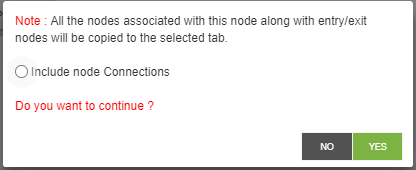 Note : All the nodes associated with this node along with entry/exit
nodes will be copied to the selected tab.
Include node Connections
Do you want to continue ?
NO YES